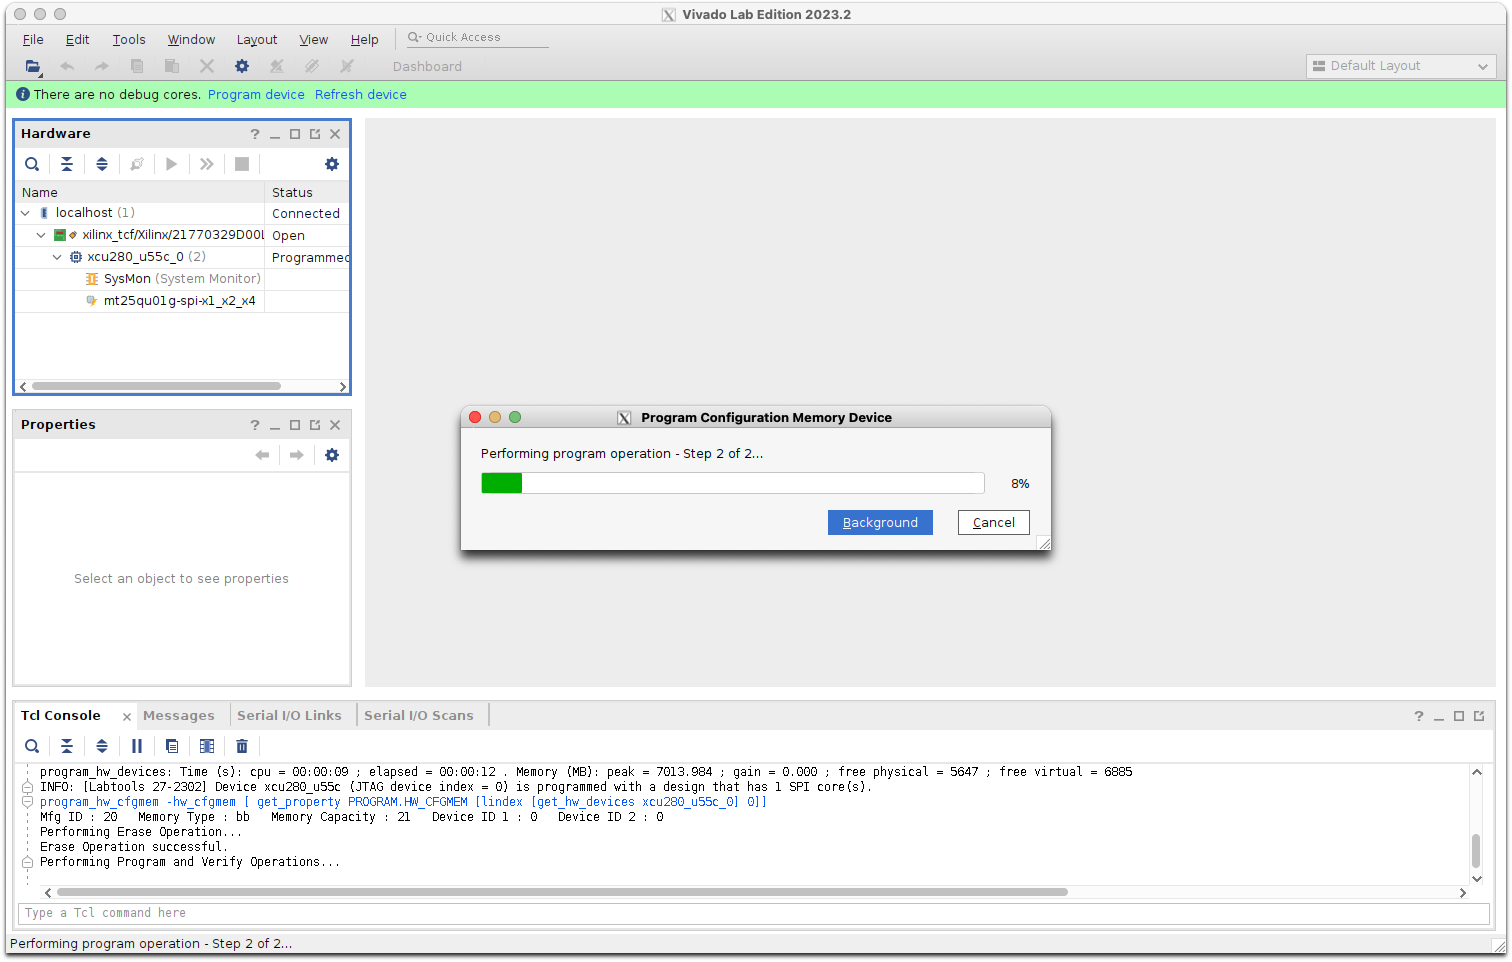 Vivado Lab Edition 2023.2
File Edit Tools Window Layout View Help Quick Access
Dashboard Default Layout
There are no debug cores. Program device Refresh device
Hardware
Name Status
localhost (1) Connected
xilinx_tcf/Xilinx/21770329D00L Open
xcu280_u55c_0 (2) Programmed
SysMon (System Monitor)
mt25qu01g-spi-x1_x2_x4
Properties
Select an object to see properties
Program Configuration Memory Device
Performing program operation - Step 2 of 2...
8%
Background Cancel
Tcl Console Messages Serial I/O Links Serial I/O Scans
program_hw_devices: Time (s): cpu = 00:00:09 ; elapsed = 00:00:12 . Memory (MB): peak = 7013.984 ; gain = 0.000 ; free physical = 5647 ; free virtual = 6885
INFO: [Labtools 27-2302] Device xcu280_u55c (JTAG device index = 0) is programmed with a design that has 1 SPI core(s).
program_hw_cfgmem -hw_cfgmem [ get_property PROGRAM.HW_CFGMEM [lindex [get_hw_devices xcu280_u55c_0] 0]]
Mfg ID : 20 Memory Type : bb Memory Capacity : 21 Device ID 1 : 0 Device ID 2 : 0
Performing Erase Operation...
Erase Operation successful.
Performing Program and Verify Operations...
Type a Tcl command here
Performing program operation - Step 2 of 2...